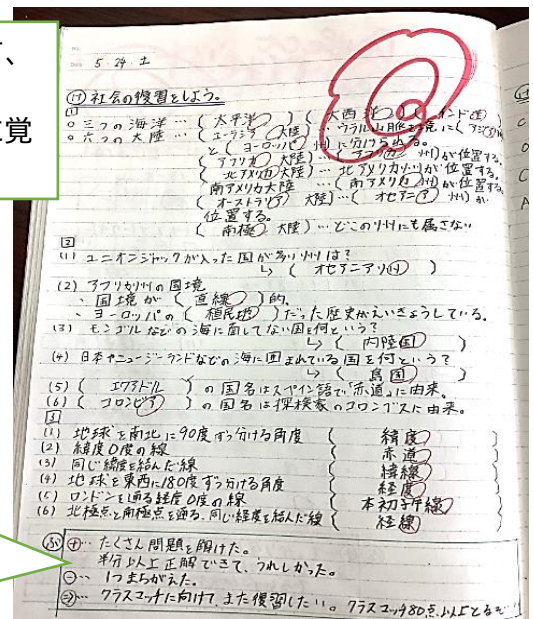 、
覚
No.
Date 5・24・土
㋘ 社会の復習をしよう。
1
○ 三つの海洋…( 太平洋 )( 大西洋 )( インド洋 )
○ 六つの大陸…( ユーラシア 大陸)…ウラル山脈を境に(アジア州)
と( ヨーロッパ 州)に分けられる。
( アフリカ 大陸)…( アフリカ 州)が位置する。
( 北アメリカ 大陸)…北アメリカ州が位置する。
南アメリカ大陸 …(南アメリカ 州)が位置する
( オーストラリア 大陸)…( オセアニア 州)が
位置する。
( 南極 大陸)…どこの州にも属さない
2
(1) ユニオンジャックが入った国が多い州は?
↳ ( オセアニア州 )
(2) アフリカ州の国境
・国境が( 直線 )的。
・ヨーロッパの( 植民地 )だった歴史がえいきょうしている。
(3) モンゴルなどの海に面してない国を何という?
↳ ( 内陸国 )
(4) 日本やニュージーランドなどの海に囲まれている国を何という?
↳ ( 島国 )
(5) ( エクアドル ) の国名はスペイン語で「赤道」に由来。
(6) ( コロンビア ) の国名は探検家のコロンブスに由来。
3
(1) 地球を南北に90度ずつ分ける角度 ( 緯度 )
(2) 緯度0度の線 ( 赤道 )
(3) 同じ緯度を結んだ線 ( 緯線 )
(4) 地球を東西に180度ずつ分ける角度 ( 経度 )
(5) ロンドンを通る経度0度の線 ( 本初子午線 )
(6) 北極点と南極点を通る、同じ経度を結んだ線 ( 経線 )
㋫ ⊕… たくさん問題を解けた。
半分以上正解できて、うれしかった。
⊖… 1つまちがえた。
⇒… クラスマッチに向けて、また復習したい。クラスマッチ80点以上とるぞ